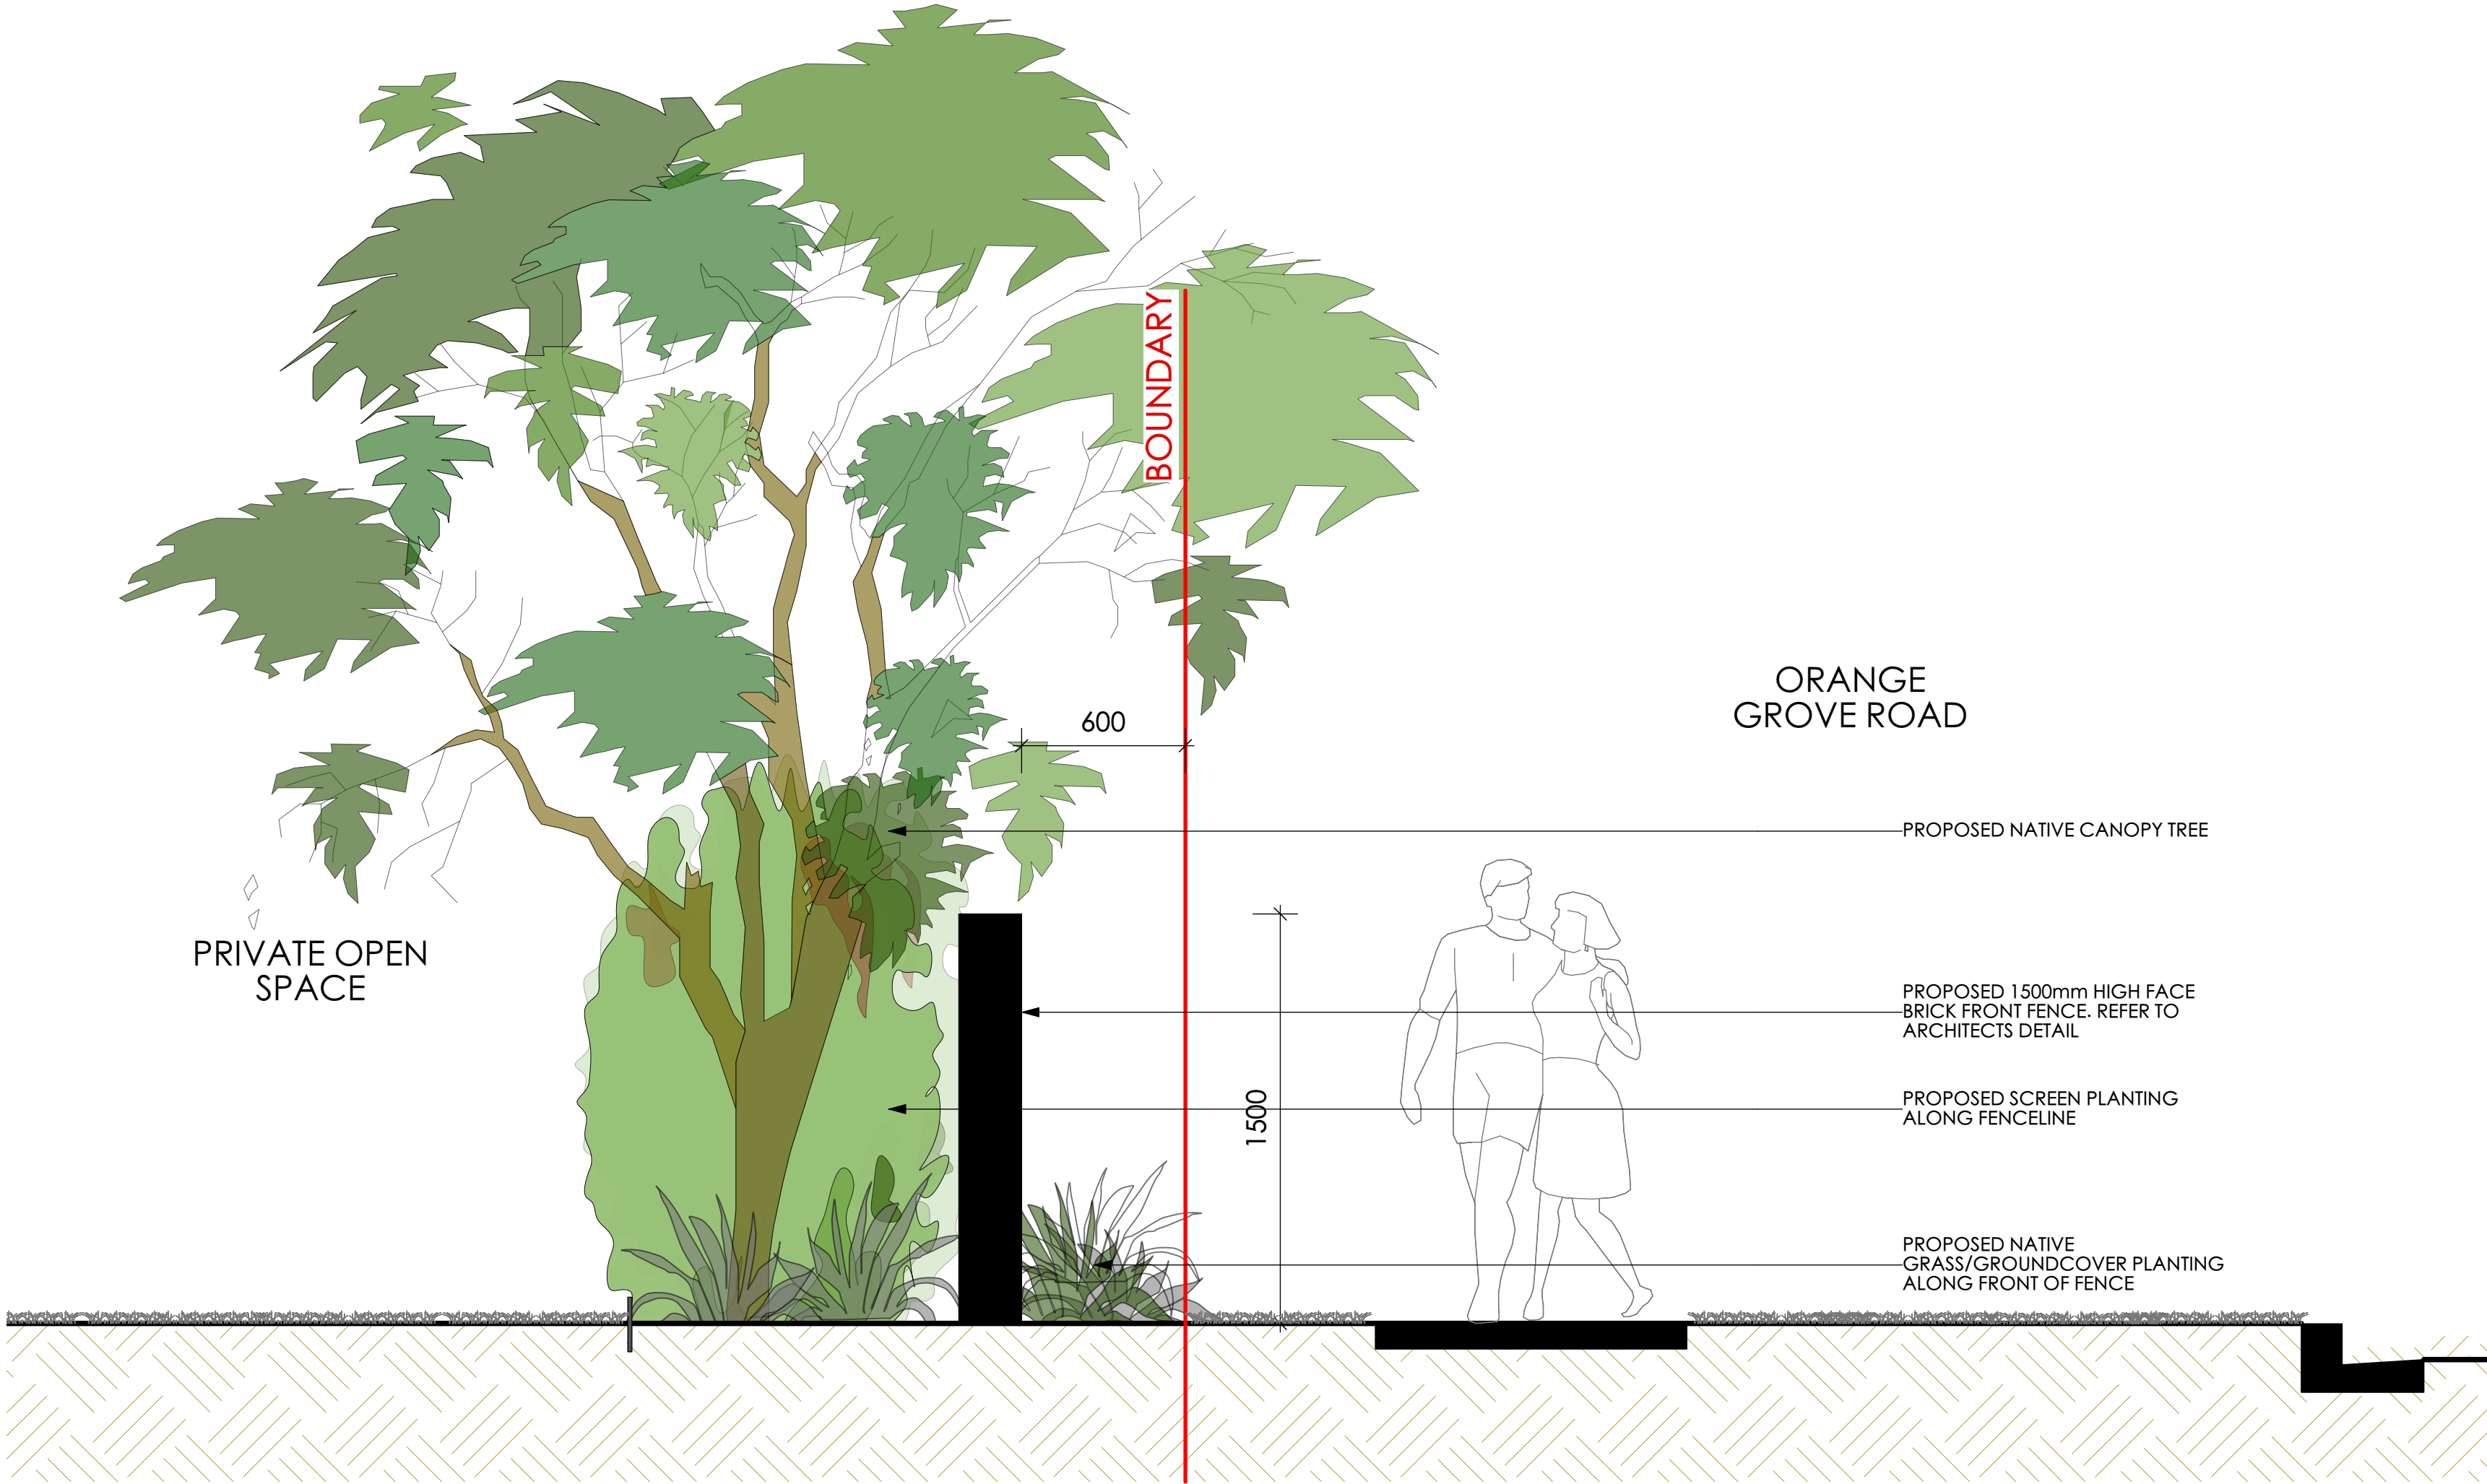 BOUNDARY
ORANGE
GROVE ROAD
600
PROPOSED NATIVE CANOPY TREE
PRIVATE OPEN
SPACE
PROPOSED 1500mm HIGH FACE
BRICK FRONT FENCE. REFER TO
ARCHITECTS DETAIL
1500
PROPOSED SCREEN PLANTING
ALONG FENCELINE
PROPOSED NATIVE
GRASS/GROUNDCOVER PLANTING
ALONG FRONT OF FENCE